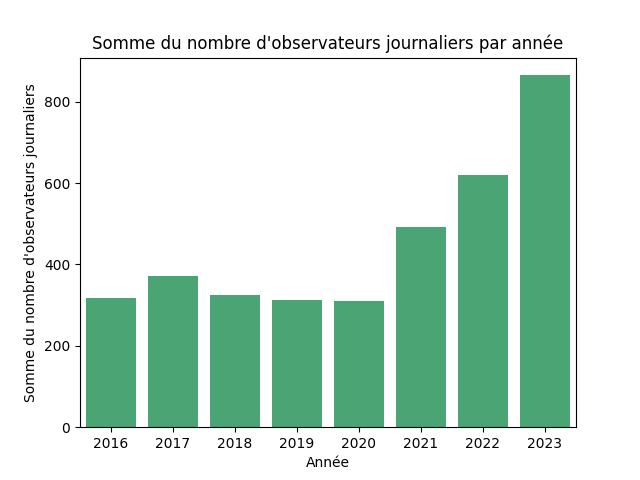 Somme du nombre d'observateurs journaliers par année
Somme du nombre d'observateurs journaliers
800
600
400
200
0
2016 2017 2018 2019 2020 2021 2022 2023
Année